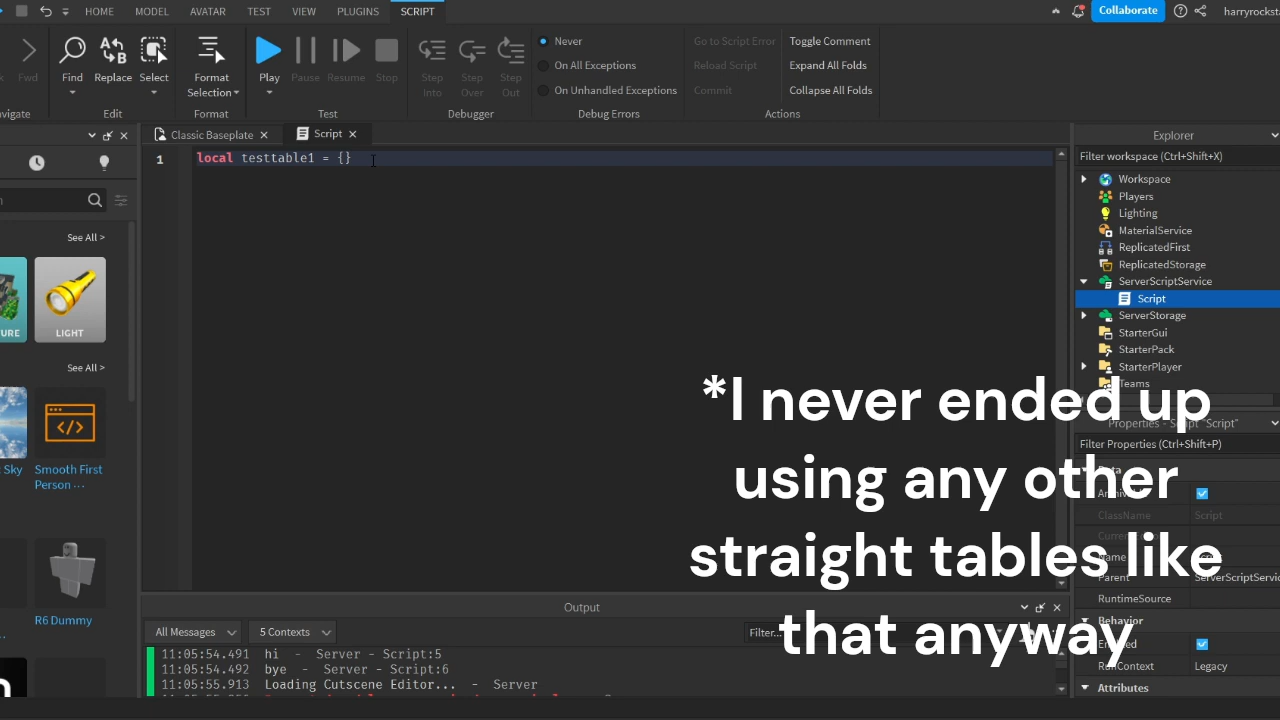 HOME MODEL AVATAR TEST VIEW PLUGINS SCRIPT
Collaborate
harryrocksta
Fwd
Find
Replace
Select
Format
Selection
Play
Pause
Resume
Stop
Step
Into
Step
Over
Step
Out
Never
On All Exceptions
On Unhandled Exceptions
Go to Script Error
Reload Script
Commit
Toggle Comment
Expand All Folds
Collapse All Folds
Edit
Format
Test
Debugger
Debug Errors
Actions
Classic Baseplate
Script
See All >
LIGHT
See All >
Sky
Smooth First
Person ...
R6 Dummy
1
local testtable1 = {}
*I never ended up
using any other
straight tables like
that anyway
Output
All Messages
5 Contexts
Filter...
11:05:54.491 hi - Server - Script:5
11:05:54.492 bye - Server - Script:6
11:05:55.913 Loading Cutscene Editor... - Server
Explorer
Filter workspace (Ctrl+Shift+X)
Workspace
Players
Lighting
MaterialService
ReplicatedFirst
ReplicatedStorage
ServerScriptService
Script
ServerStorage
StarterGui
StarterPack
StarterPlayer
Teams
Properties - Script "Script"
Filter Properties (Ctrl+Shift+P)
ClassName Script
Parent ServerScriptServic
RuntimeSource
Behavior
RunContext Legacy
Attributes